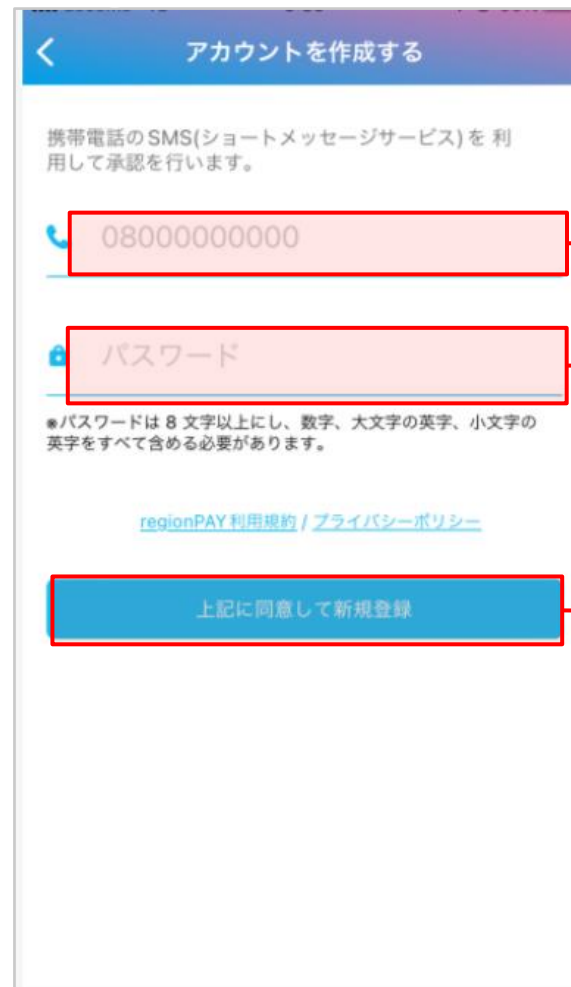 アカウントを作成する
携帯電話のSMS(ショートメッセージサービス)を 利
用して承認を行います。
08000000000
パスワード
※パスワードは 8 文字以上にし、数字、大文字の英字、小文字の
英字をすべて含める必要があります。
regionPAY 利用規約 / プライバシーポリシー
上記に同意して新規登録